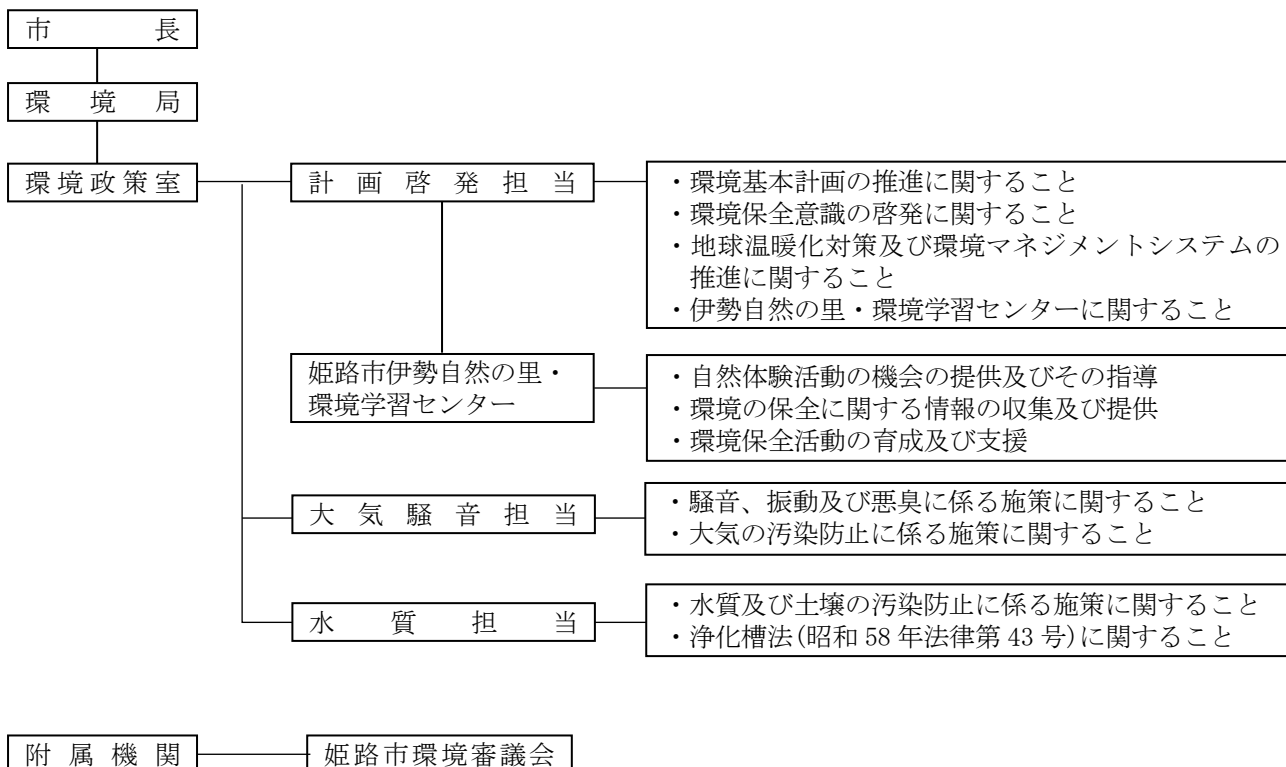 市長
環境局
環境政策室
計画啓発担当
・環境基本計画の推進に関すること
・環境保全意識の啓発に関すること
・地球温暖化対策及び環境マネジメントシステムの
推進に関すること
・伊勢自然の里・環境学習センターに関すること
姫路市伊勢自然の里・
環境学習センター
・自然体験活動の機会の提供及びその指導
・環境の保全に関する情報の収集及び提供
・環境保全活動の育成及び支援
大気騒音担当
・騒音、振動及び悪臭に係る施策に関すること
・大気の汚染防止に係る施策に関すること
水質担当
・水質及び土壌の汚染防止に係る施策に関すること
・浄化槽法(昭和 58 年法律第 43 号)に関すること
附属機関
姫路市環境審議会